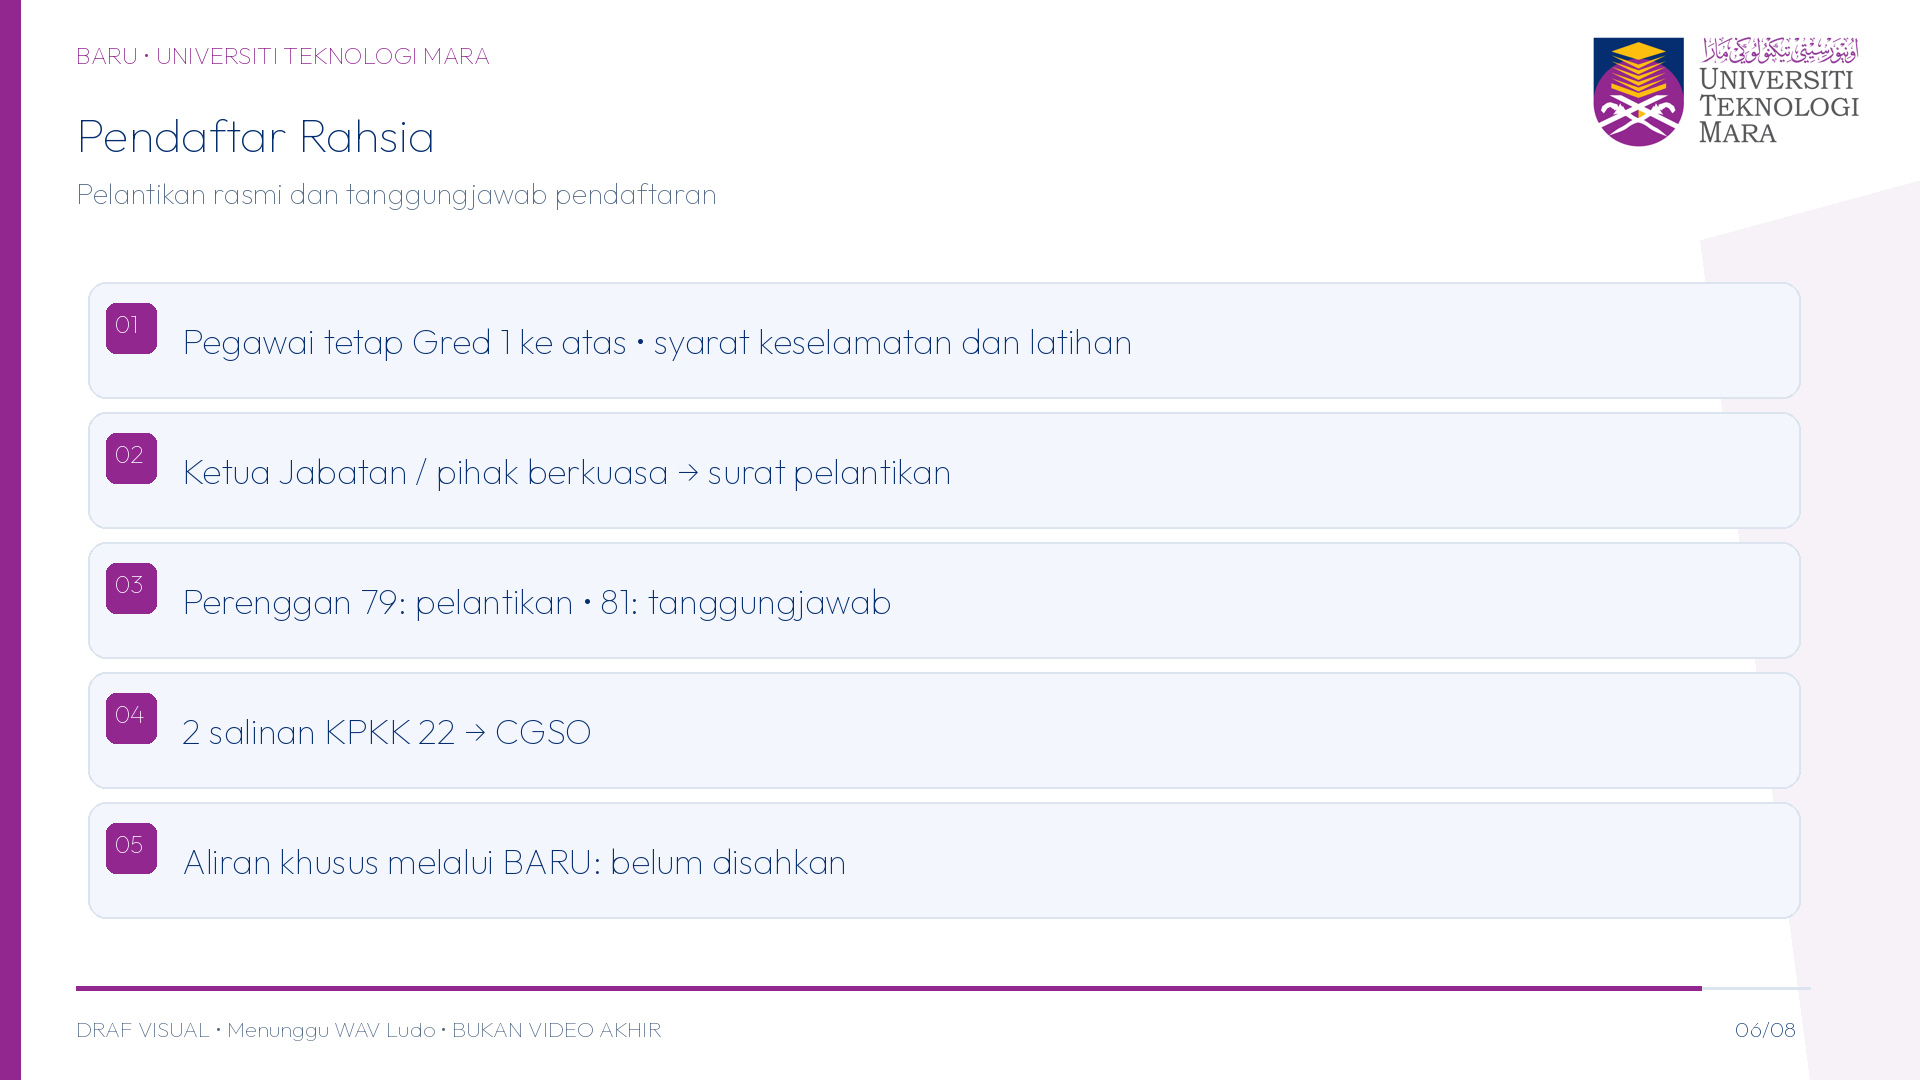 BARU • UNIVERSITI TEKNOLOGI MARA
اونيۏرسيتي تيكنولوڬي مارا
UNIVERSITI
TEKNOLOGI
MARA
Pendaftar Rahsia
Pelantikan rasmi dan tanggungjawab pendaftaran
01
Pegawai tetap Gred 1 ke atas • syarat keselamatan dan latihan
02
Ketua Jabatan / pihak berkuasa → surat pelantikan
03
Perenggan 79: pelantikan • 81: tanggungjawab
04
2 salinan KPKK 22 → CGSO
05
Aliran khusus melalui BARU: belum disahkan
DRAF VISUAL • Menunggu WAV Ludo • BUKAN VIDEO AKHIR
06/08